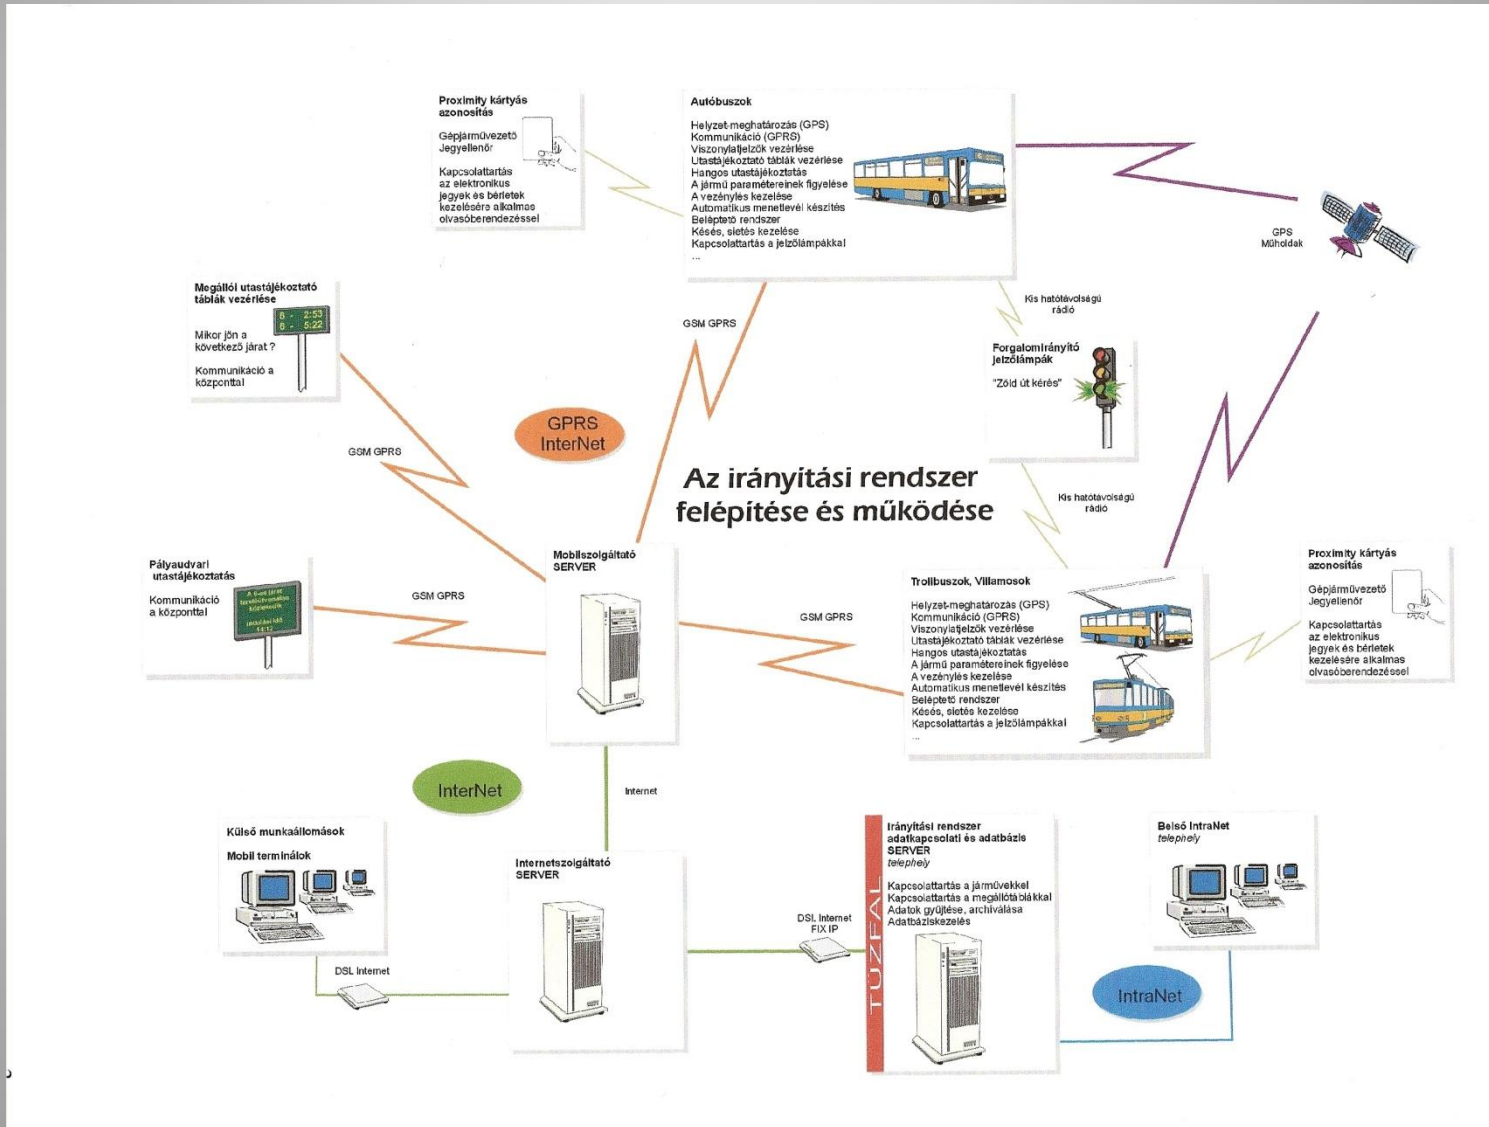 Proximity kártyás
azonosítás
Gépjárművezető
Jegyellenőr
Kapcsolattartás
az elektronikus
jegyek és bérletek
kezelésére alkalmas
olvasóberendezéssel
Autóbuszok
Helyzet-meghatározás (GPS)
Kommunikáció (GPRS)
Viszonylatjelzők vezérlése
Utastájékoztató táblák vezérlése
Hangos utastájékoztatás
A jármű paramétereinek figyelése
A vezénylés kezelése
Automatikus menetlevél készítés
Beléptető rendszer
Késés, sietés kezelése
Kapcsolattartás a jelzőlámpákkal
...
GPS
Műholdak
Megállói utastájékoztató
táblák vezérlése
6 - 2:53
6 - 5:22
Mikor jön a
következő járat ?
Kommunikáció a
központtal
GSM GPRS
Kis hatótávolságú
rádió
Forgalomirányító
jelzőlámpák
"Zöld út kérés"
GPRS
InterNet
GSM GPRS
Az irányítási rendszer
felépítése és működése
Kis hatótávolságú
rádió
Pályaudvari
utastájékoztatás
Kommunikáció
a központtal
GSM GPRS
Mobilszolgáltató
SERVER
GSM GPRS
Trolibuszok, Villamosok
Helyzet-meghatározás (GPS)
Kommunikáció (GPRS)
Viszonylatjelzők vezérlése
Utastájékoztató táblák vezérlése
Hangos utastájékoztatás
A jármű paramétereinek figyelése
A vezénylés kezelése
Automatikus menetlevél készítés
Beléptető rendszer
Késés, sietés kezelése
Kapcsolattartás a jelzőlámpákkal
...
Proximity kártyás
azonosítás
Gépjárművezető
Jegyellenőr
Kapcsolattartás
az elektronikus
jegyek és bérletek
kezelésére alkalmas
olvasóberendezéssel
InterNet
Internet
Külső munkaállomások
Mobil terminálok
DSL Internet
Internetszolgáltató
SERVER
DSL Internet
FIX IP
TŰZFAL
Irányítási rendszer
adatkapcsolati és adatbázis
SERVER
telephely
Kapcsolattartás a járművekkel
Kapcsolattartás a megállótáblákkal
Adatok gyűjtése, archiválása
Adatbáziskezelés
Belső IntraNet
telephely
IntraNet